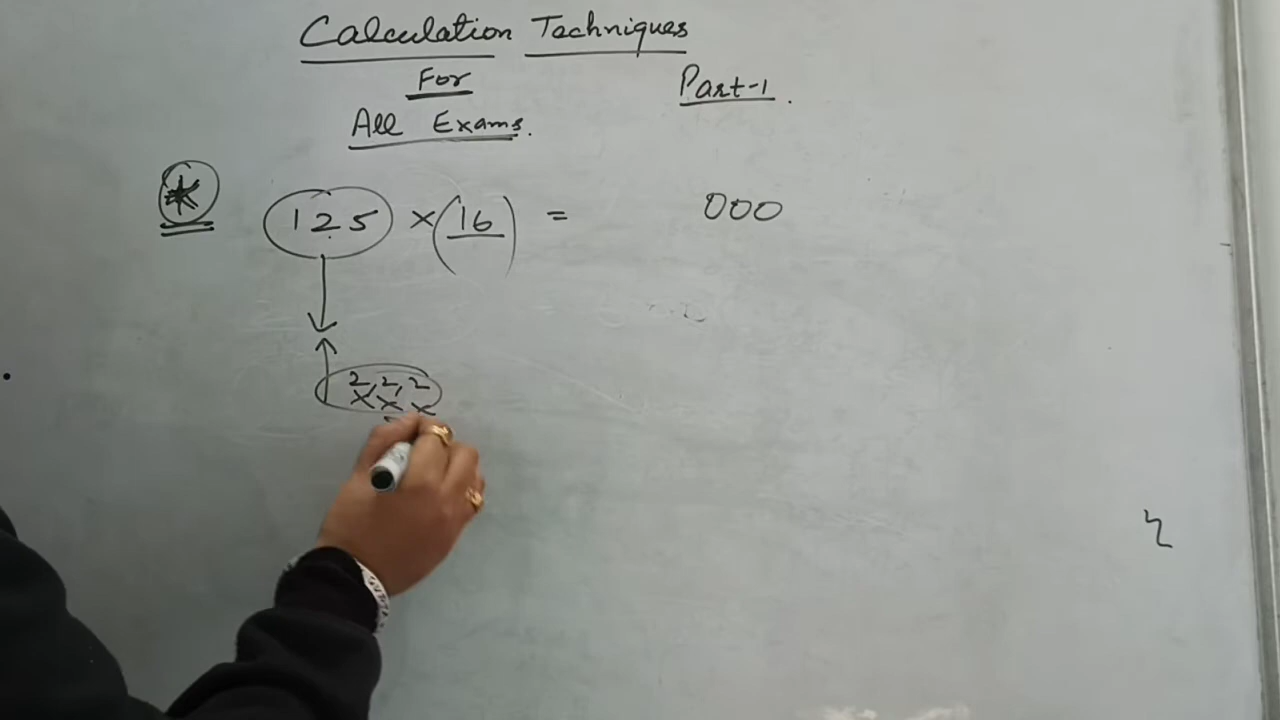 Calculation Techniques
For Part-1.
All Exams.
* 125 × (16) = 000
2, 2, 2
× × ×